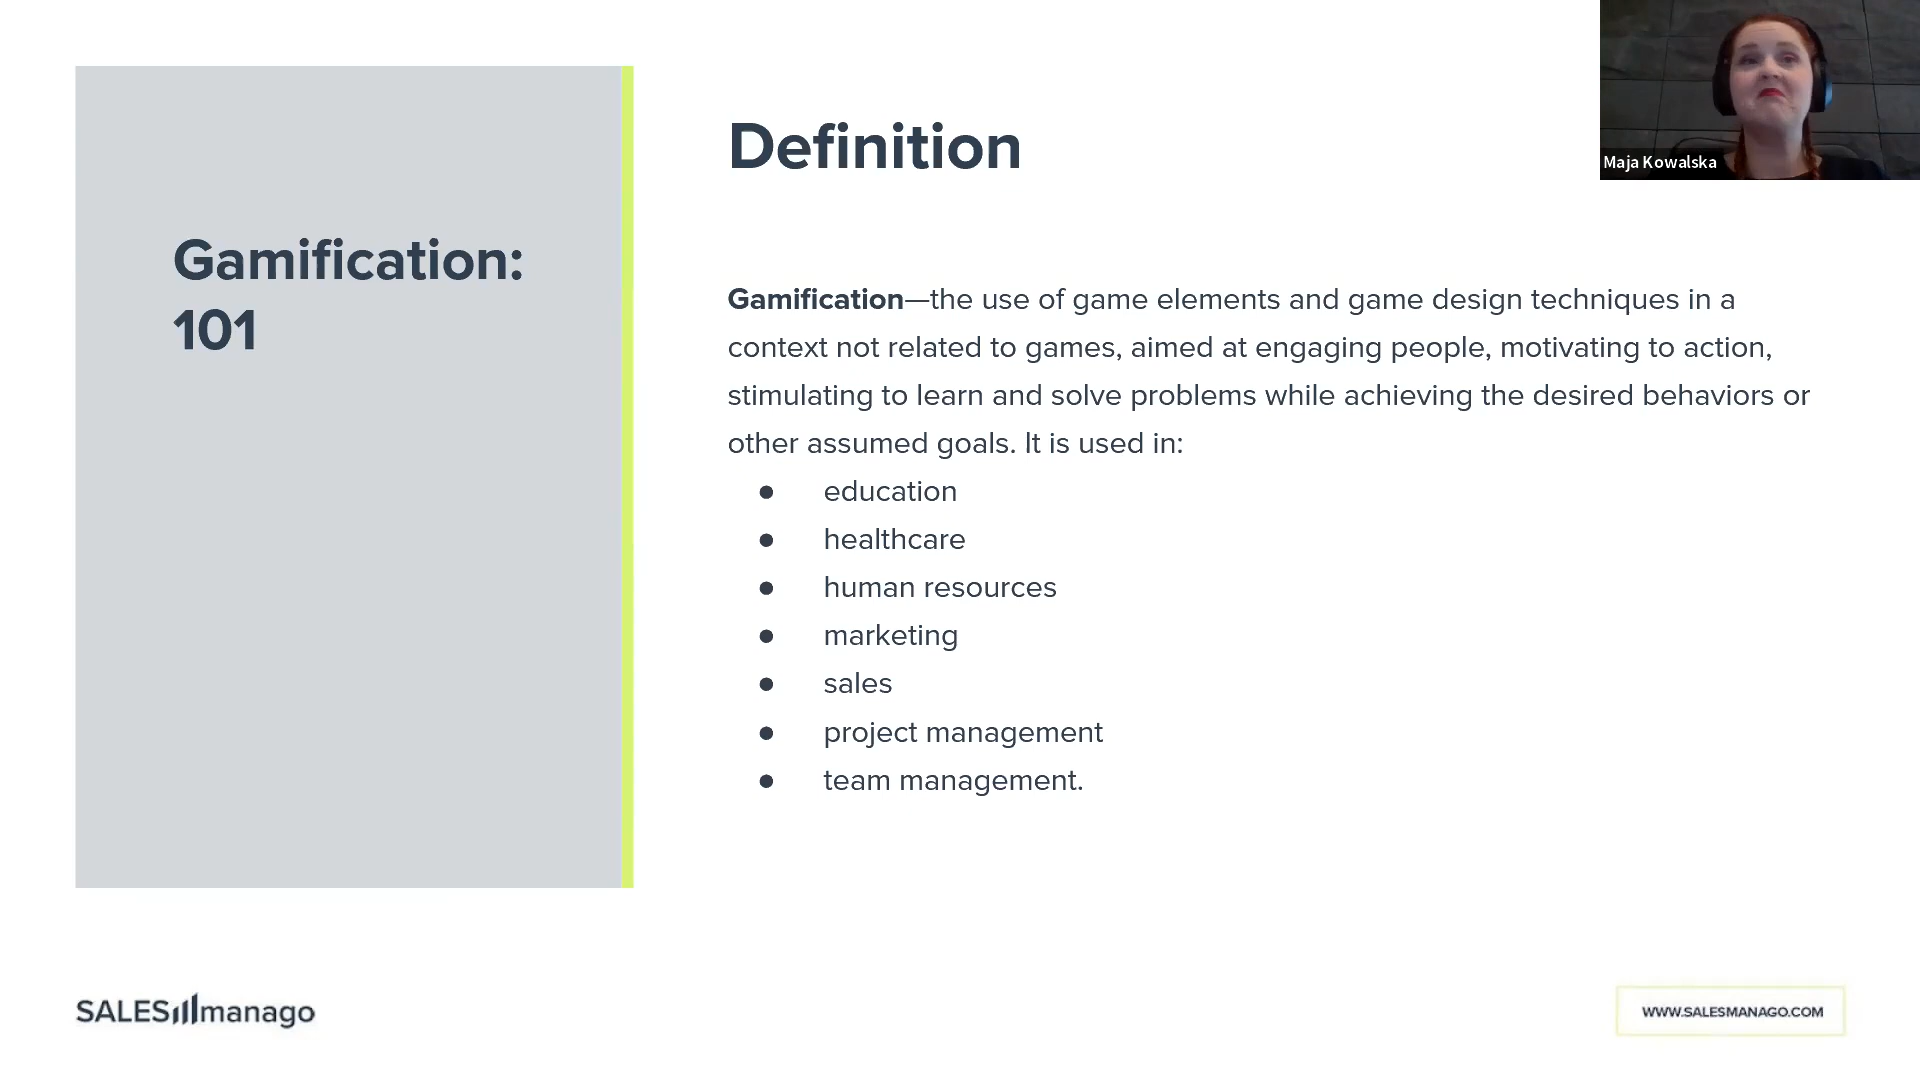 Gamification:
101
Definition
Gamification—the use of game elements and game design techniques in a
context not related to games, aimed at engaging people, motivating to action,
stimulating to learn and solve problems while achieving the desired behaviors or
other assumed goals. It is used in:
● education
● healthcare
● human resources
● marketing
● sales
● project management
● team management.
Maja Kowalska
SALESmanago
WWW.SALESMANAGO.COM